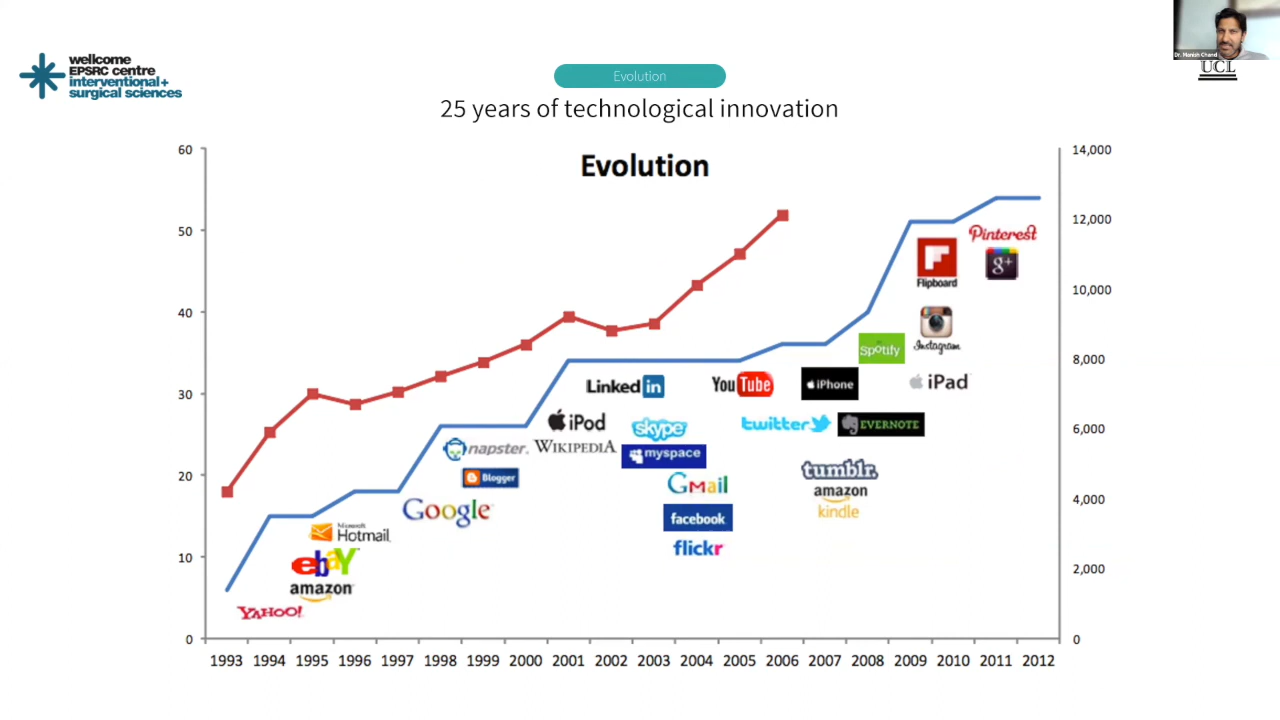 wellcome
EPSRC centre
interventional+
surgical sciences
Evolution
25 years of technological innovation
Dr. Manish Chand
UCL
Evolution
60
50
40
30
20
10
0
14,000
12,000
10,000
8,000
6,000
4,000
2,000
0
Pinterest
g+
Flipboard
Instagram
Spotify
iPad
LinkedIn
YouTube
iPhone
iPod
skype
twitter
EVERNOTE
napster.
WIKIPEDIA
myspace
Blogger
Gmail
tumblr.
amazon
kindle
Google
facebook
flickr
Microsoft
Hotmail
ebaY
amazon
YAHOO!
1993 1994 1995 1996 1997 1998 1999 2000 2001 2002 2003 2004 2005 2006 2007 2008 2009 2010 2011 2012